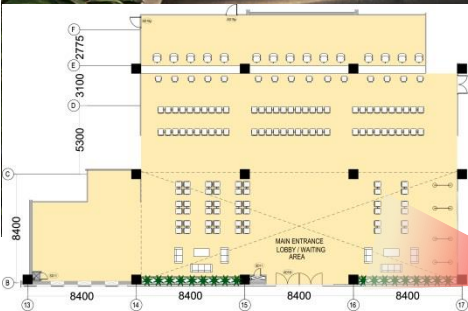 F
2775
E
3100
D
5300
C
8400
MAIN ENTRANCE
LOBBY / WAITING
AREA
B
8400
8400
8400
8400
13
14
15
16
17